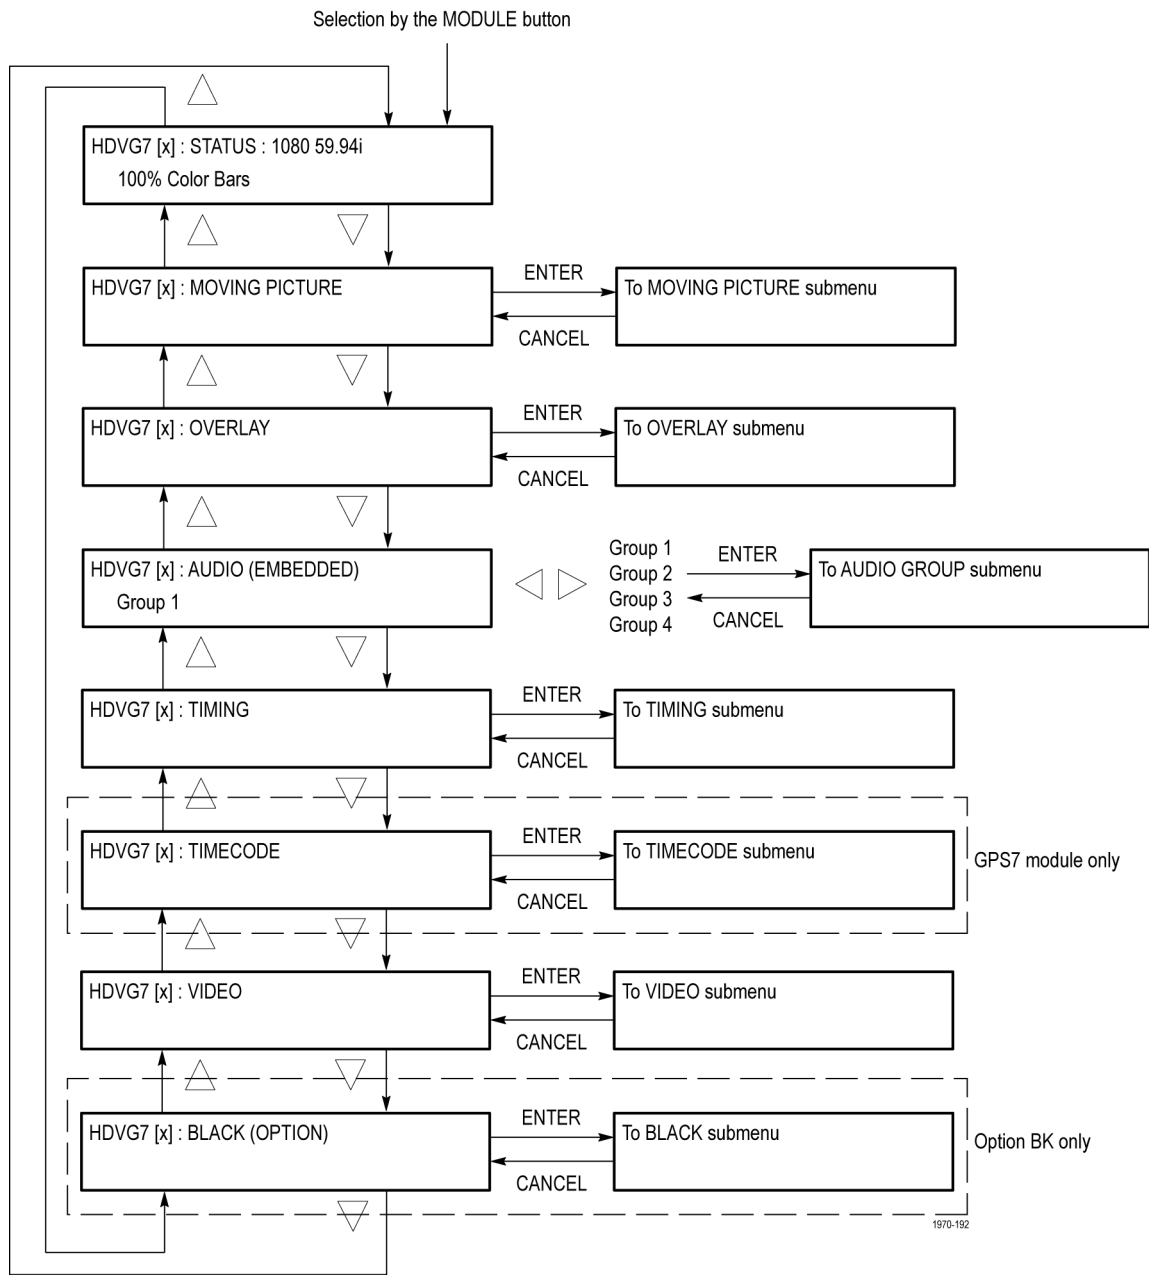 Selection by the MODULE button
HDVG7 [x] : STATUS : 1080 59.94i
100% Color Bars
HDVG7 [x] : MOVING PICTURE
ENTER
CANCEL
To MOVING PICTURE submenu
HDVG7 [x] : OVERLAY
ENTER
CANCEL
To OVERLAY submenu
HDVG7 [x] : AUDIO (EMBEDDED)
Group 1
Group 1
Group 2
Group 3
Group 4
ENTER
CANCEL
To AUDIO GROUP submenu
HDVG7 [x] : TIMING
ENTER
CANCEL
To TIMING submenu
HDVG7 [x] : TIMECODE
ENTER
CANCEL
To TIMECODE submenu
GPS7 module only
HDVG7 [x] : VIDEO
ENTER
CANCEL
To VIDEO submenu
HDVG7 [x] : BLACK (OPTION)
ENTER
CANCEL
To BLACK submenu
Option BK only
1970-192